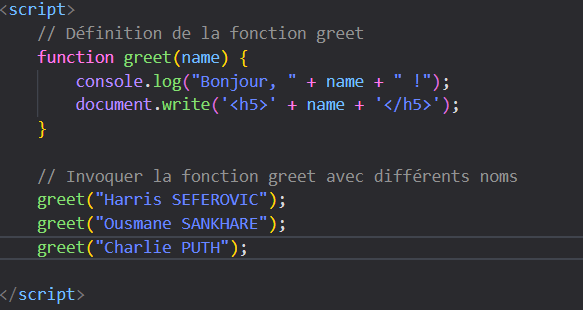 <script>
// Définition de la fonction greet
function greet(name) {
console.log("Bonjour, " + name + " !");
document.write('<h5>' + name + '</h5>');
}
// Invoquer la fonction greet avec différents noms
greet("Harris SEFEROVIC");
greet("Ousmane SANKHARE");
greet("Charlie PUTH");
</script>